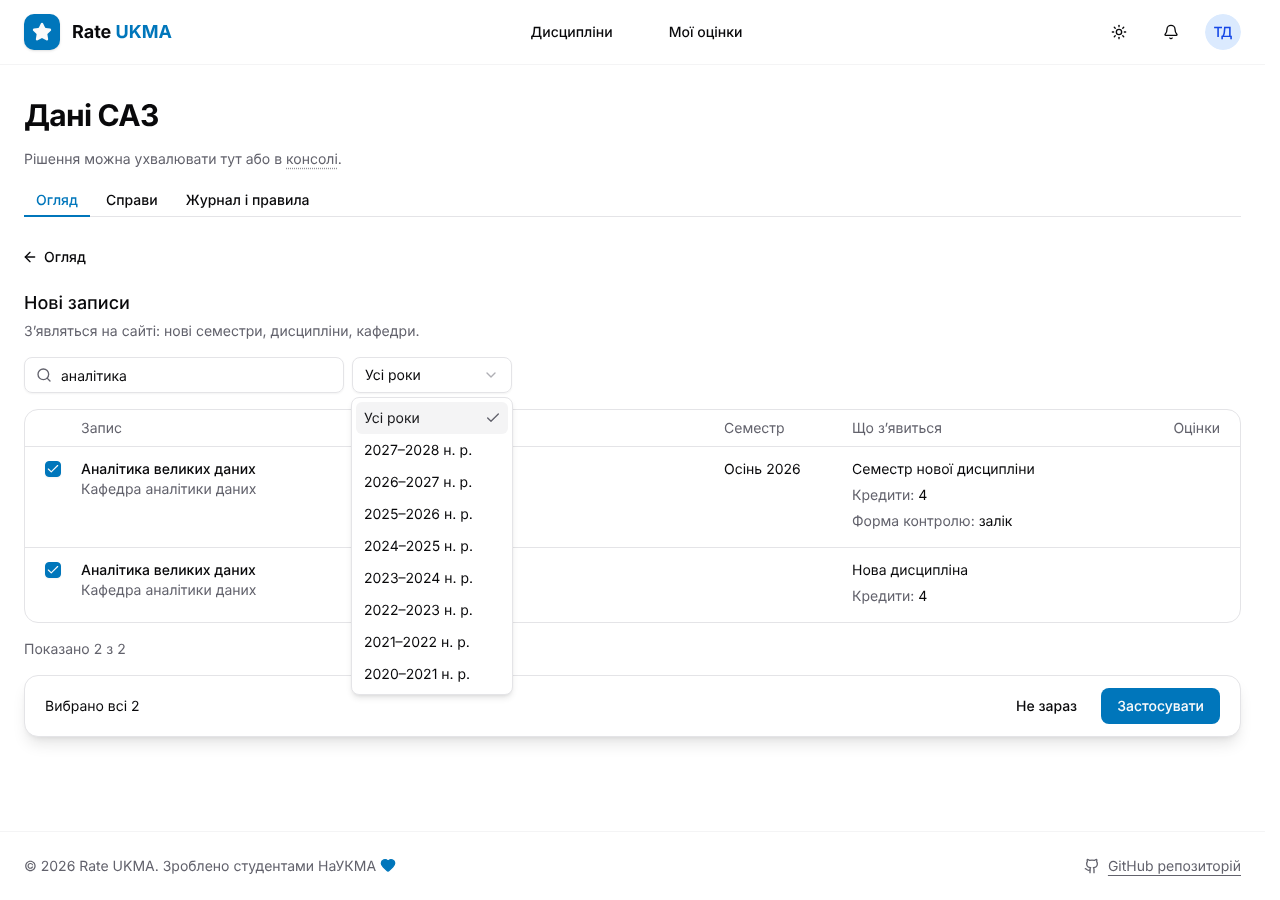 Rate UKMA
Дисципліни
Мої оцінки
ТД
Дані САЗ
Рішення можна ухвалювати тут або в консолі.
Огляд
Справи
Журнал і правила
Огляд
Нові записи
З’являться на сайті: нові семестри, дисципліни, кафедри.
аналітика
Усі роки
Усі роки
2027–2028 н. р.
2026–2027 н. р.
2025–2026 н. р.
2024–2025 н. р.
2023–2024 н. р.
2022–2023 н. р.
2021–2022 н. р.
2020–2021 н. р.
Запис
Семестр
Що з’явиться
Оцінки
Аналітика великих даних
Кафедра аналітики даних
Осінь 2026
Семестр нової дисципліни
Кредити: 4
Форма контролю: залік
Аналітика великих даних
Кафедра аналітики даних
Нова дисципліна
Кредити: 4
Показано 2 з 2
Вибрано всі 2
Не зараз
Застосувати
© 2026 Rate UKMA. Зроблено студентами НаУКМА
GitHub репозиторій